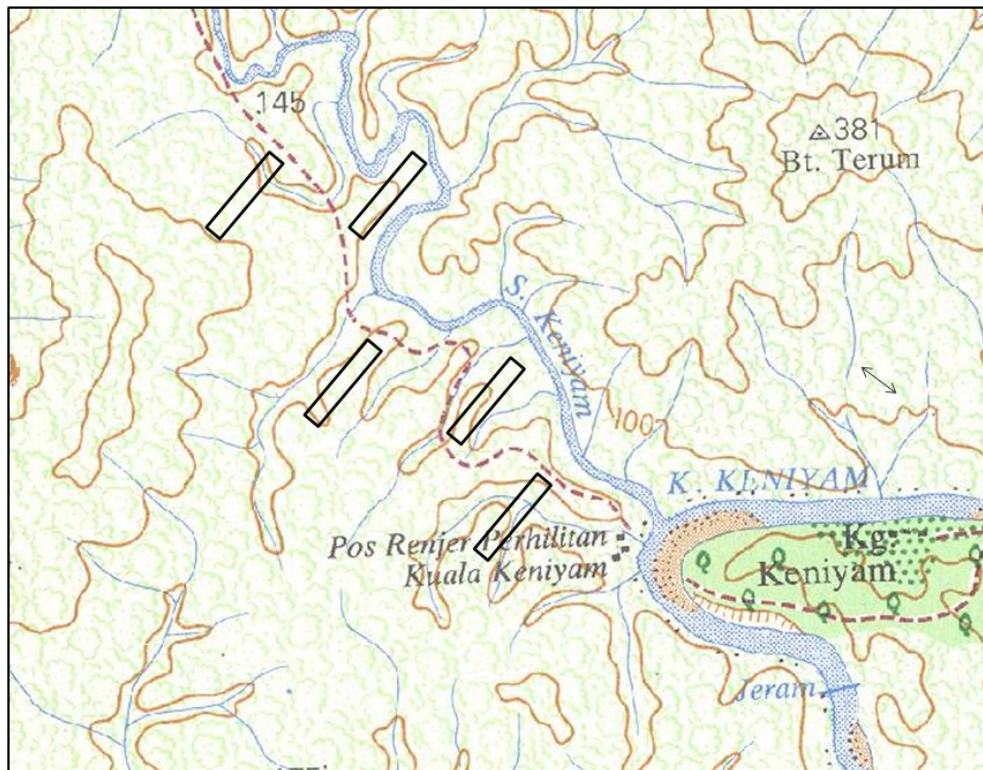 145
381
Bt. Terum
S. Keniyam
100
K. KENIYAM
Pos Renjer Perhilitan
Kuala Keniyam
Kg
Keniyam
Jeram